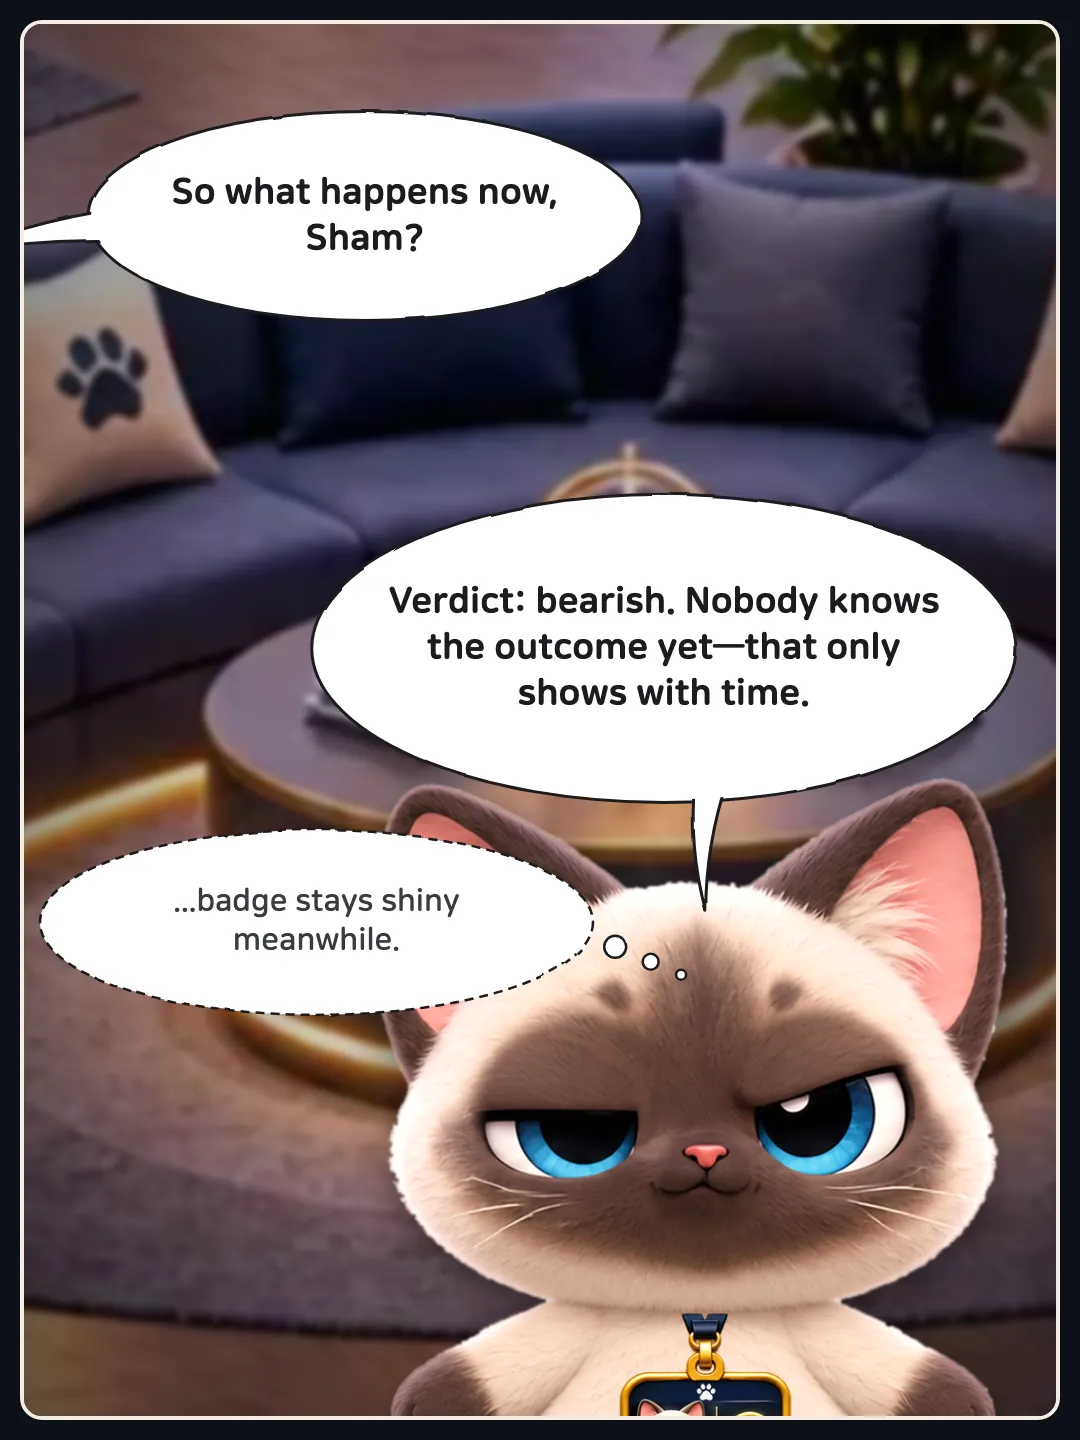 So what happens now,
Sham?
Verdict: bearish. Nobody knows
the outcome yet—that only
shows with time.
...badge stays shiny
meanwhile.